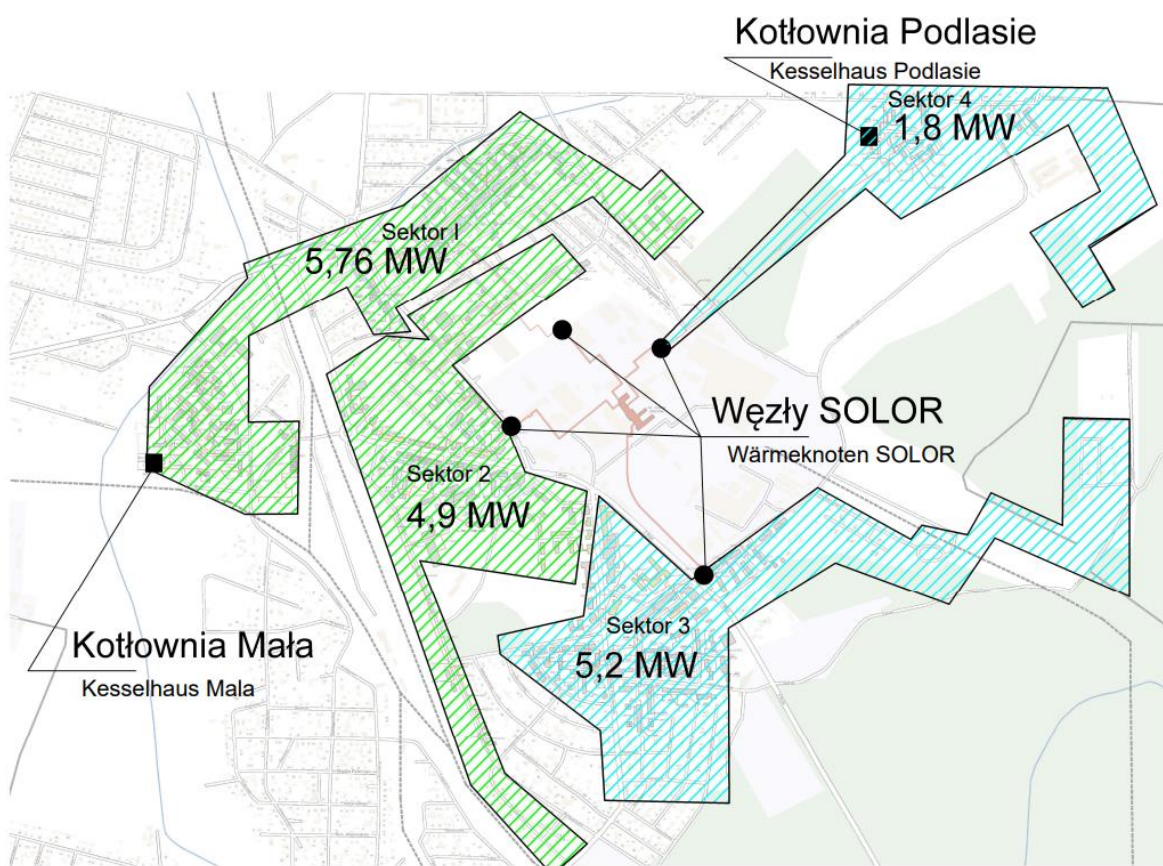 Kotłownia Podlasie
Kesselhaus Podlasie
Sektor 4
1,8 MW
Sektor I
5,76 MW
Węzły SOLOR
Wärmeknoten SOLOR
Sektor 2
4,9 MW
Sektor 3
5,2 MW
Kotłownia Mała
Kesselhaus Mala